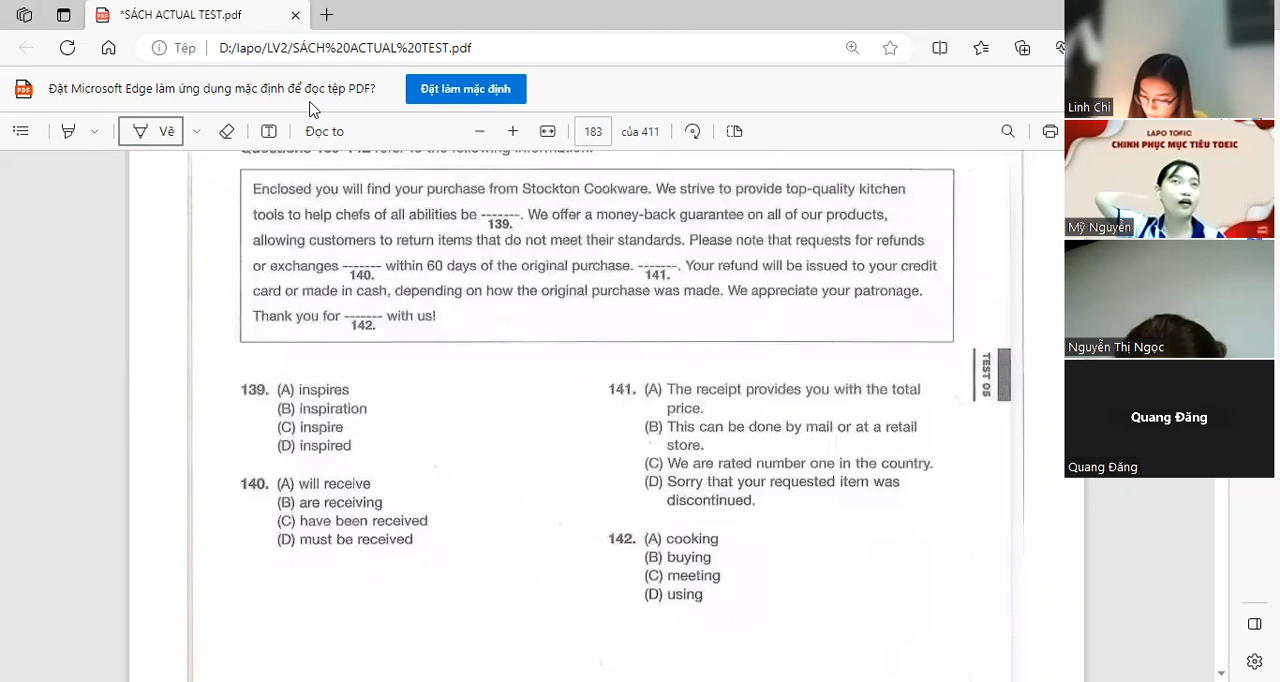 *SÁCH ACTUAL TEST.pdf
Tệp
D:/lapo/LV2/SÁCH%20ACTUAL%20TEST.pdf
Đặt Microsoft Edge làm ứng dụng mặc định để đọc tệp PDF?
Đặt làm mặc định
Vẽ
Đọc to
183
của 411
refer to the following information.
Enclosed you will find your purchase from Stockton Cookware. We strive to provide top-quality kitchen
tools to help chefs of all abilities be -------. We offer a money-back guarantee on all of our products,
139.
allowing customers to return items that do not meet their standards. Please note that requests for refunds
or exchanges ------- within 60 days of the original purchase. -------. Your refund will be issued to your credit
140. 141.
card or made in cash, depending on how the original purchase was made. We appreciate your patronage.
Thank you for ------- with us!
142.
139. (A) inspires
(B) inspiration
(C) inspire
(D) inspired
140. (A) will receive
(B) are receiving
(C) have been received
(D) must be received
141. (A) The receipt provides you with the total
price.
(B) This can be done by mail or at a retail
store.
(C) We are rated number one in the country.
(D) Sorry that your requested item was
discontinued.
142. (A) cooking
(B) buying
(C) meeting
(D) using
TEST 05
Linh Chi
LAPO TOEIC
CHINH PHỤC MỤC TIÊU TOEIC
Mỹ Nguyễn
Nguyễn Thị Ngọc
Quang Đăng
Quang Đăng